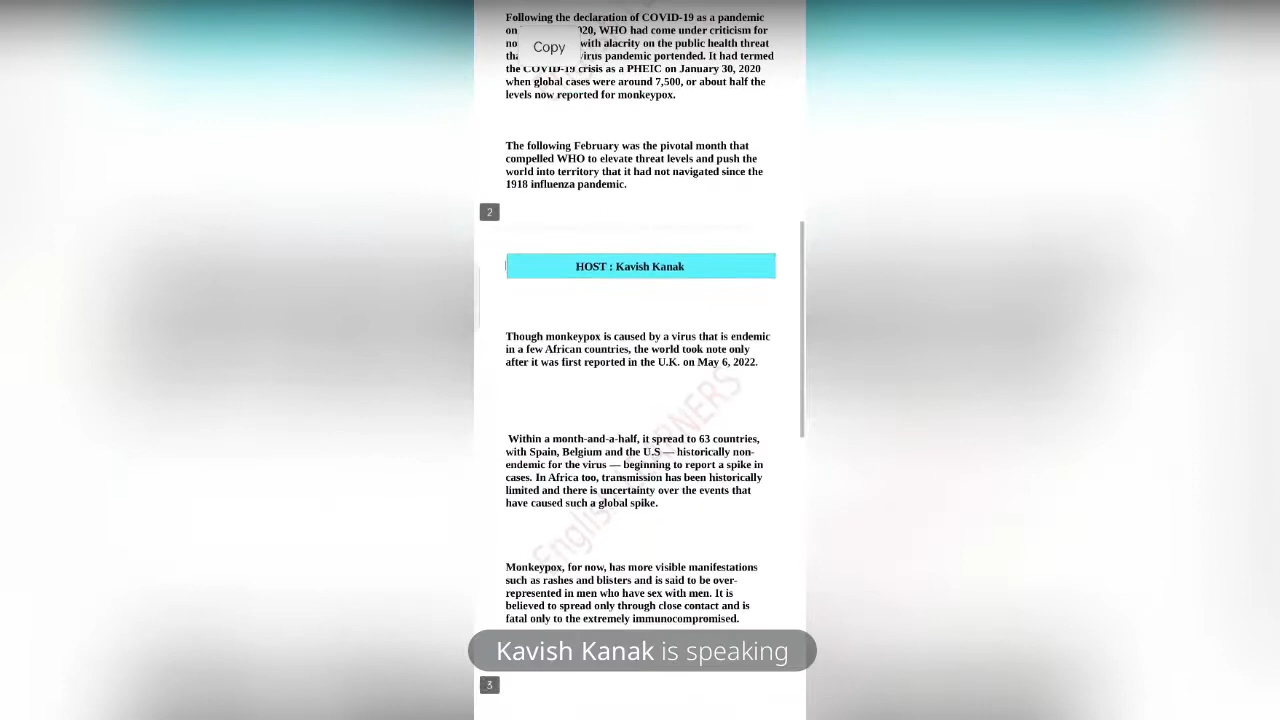 Following the declaration of COVID-19 as a pandemic
on 20, WHO had come under criticism for
Copy
with alacrity on the public health threat
virus pandemic portended. It had termed
the COVID-19 crisis as a PHEIC on January 30, 2020
when global cases were around 7,500, or about half the
levels now reported for monkeypox.
The following February was the pivotal month that
compelled WHO to elevate threat levels and push the
world into territory that it had not navigated since the
1918 influenza pandemic.
2
HOST : Kavish Kanak
Though monkeypox is caused by a virus that is endemic
in a few African countries, the world took note only
after it was first reported in the U.K. on May 6, 2022.
Within a month-and-a-half, it spread to 63 countries,
with Spain, Belgium and the U.S — historically non-
endemic for the virus — beginning to report a spike in
cases. In Africa too, transmission has been historically
limited and there is uncertainty over the events that
have caused such a global spike.
Monkeypox, for now, has more visible manifestations
such as rashes and blisters and is said to be over-
represented in men who have sex with men. It is
believed to spread only through close contact and is
fatal only to the extremely immunocompromised.
Kavish Kanak is speaking
3